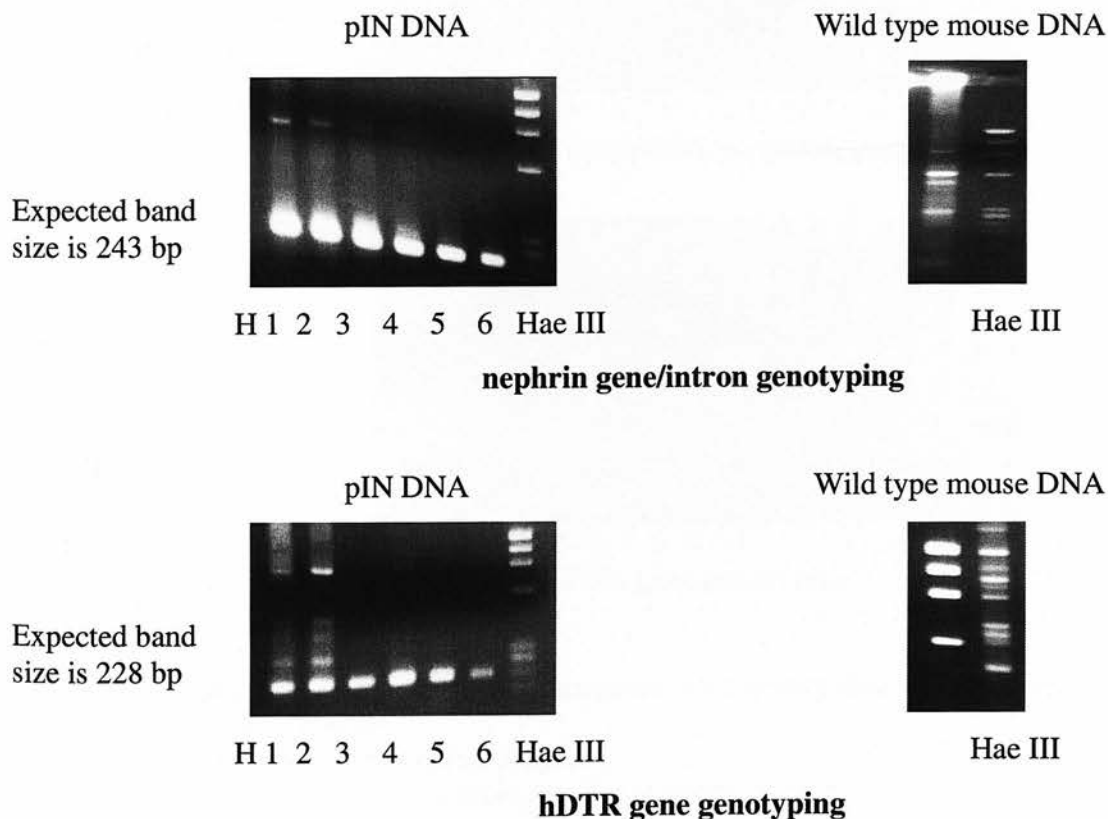 pIN DNA
Wild type mouse DNA
Expected band
size is 243 bp
H 1 2 3 4 5 6 Hae III
Hae III
nephrin gene/intron genotyping
pIN DNA
Wild type mouse DNA
Expected band
size is 228 bp
H 1 2 3 4 5 6 Hae III
Hae III
hDTR gene genotyping